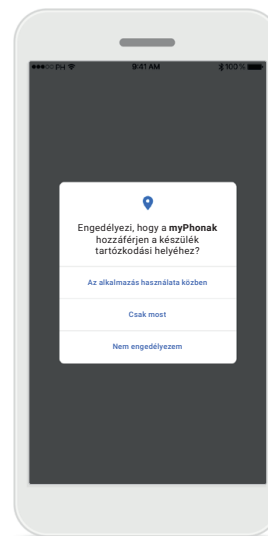 PH 9:41 AM 100 %
Engedélyezi, hogy a myPhonak
hozzáférjen a készülék
tartózkodási helyéhez?
Az alkalmazás használata közben
Csak most
Nem engedélyezem